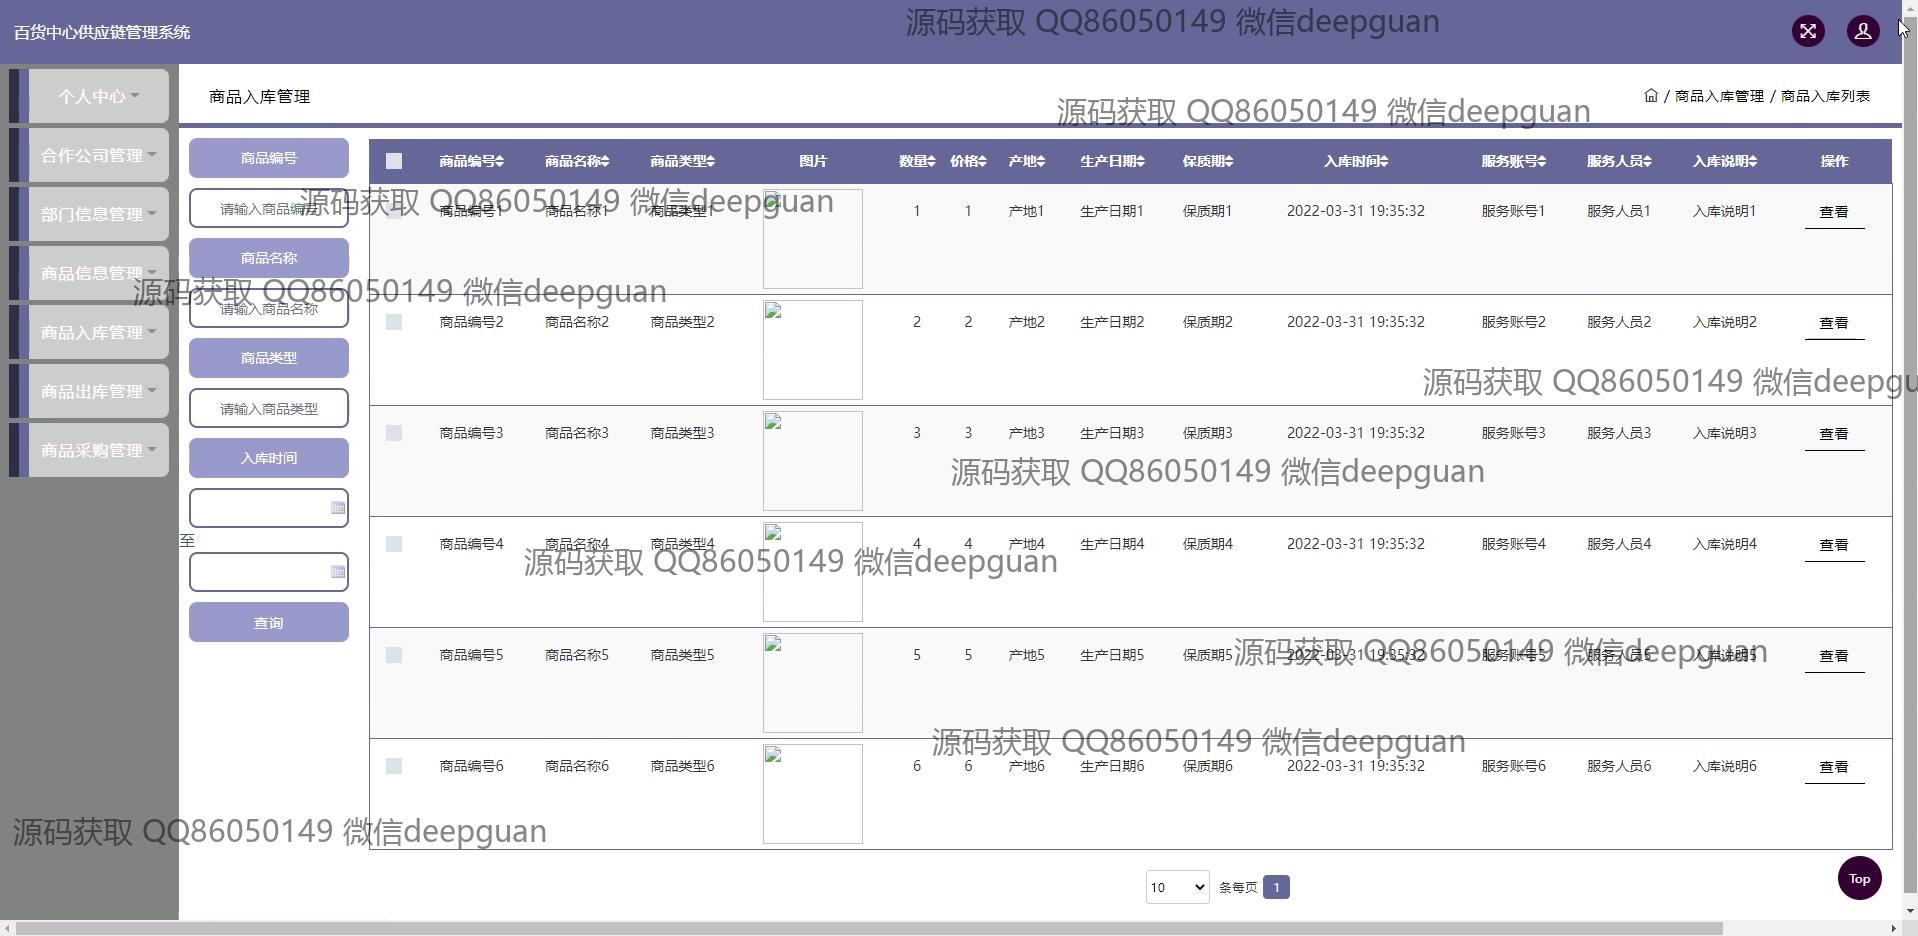 百货中心供应链管理系统
源码获取 QQ86050149 微信deepguan
个人中心
合作公司管理
部门信息管理
商品信息管理
商品入库管理
商品出库管理
商品采购管理
商品入库管理
/ 商品入库管理 / 商品入库列表
源码获取 QQ86050149 微信deepguan
商品编号
请输入商品编号
商品名称
请输入商品名称
商品类型
请输入商品类型
入库时间
至
查询
商品编号 商品名称 商品类型 图片 数量 价格 产地 生产日期 保质期 入库时间 服务账号 服务人员 入库说明 操作
源码获取 QQ86050149 微信deepguan
商品编号1 商品名称1 商品类型1 1 1 产地1 生产日期1 保质期1 2022-03-31 19:35:32 服务账号1 服务人员1 入库说明1 查看
源码获取 QQ86050149 微信deepguan
商品编号2 商品名称2 商品类型2 2 2 产地2 生产日期2 保质期2 2022-03-31 19:35:32 服务账号2 服务人员2 入库说明2 查看
源码获取 QQ86050149 微信deepgu
商品编号3 商品名称3 商品类型3 3 3 产地3 生产日期3 保质期3 2022-03-31 19:35:32 服务账号3 服务人员3 入库说明3 查看
源码获取 QQ86050149 微信deepguan
商品编号4 商品名称4 商品类型4 4 4 产地4 生产日期4 保质期4 2022-03-31 19:35:32 服务账号4 服务人员4 入库说明4 查看
源码获取 QQ86050149 微信deepguan
商品编号5 商品名称5 商品类型5 5 5 产地5 生产日期5 保质期5 2022-03-31 19:35:32 服务账号5 服务人员5 入库说明5 查看
源码获取 QQ86050149 微信deepguan
源码获取 QQ86050149 微信deepguan
商品编号6 商品名称6 商品类型6 6 6 产地6 生产日期6 保质期6 2022-03-31 19:35:32 服务账号6 服务人员6 入库说明6 查看
源码获取 QQ86050149 微信deepguan
10 条每页 1
Top